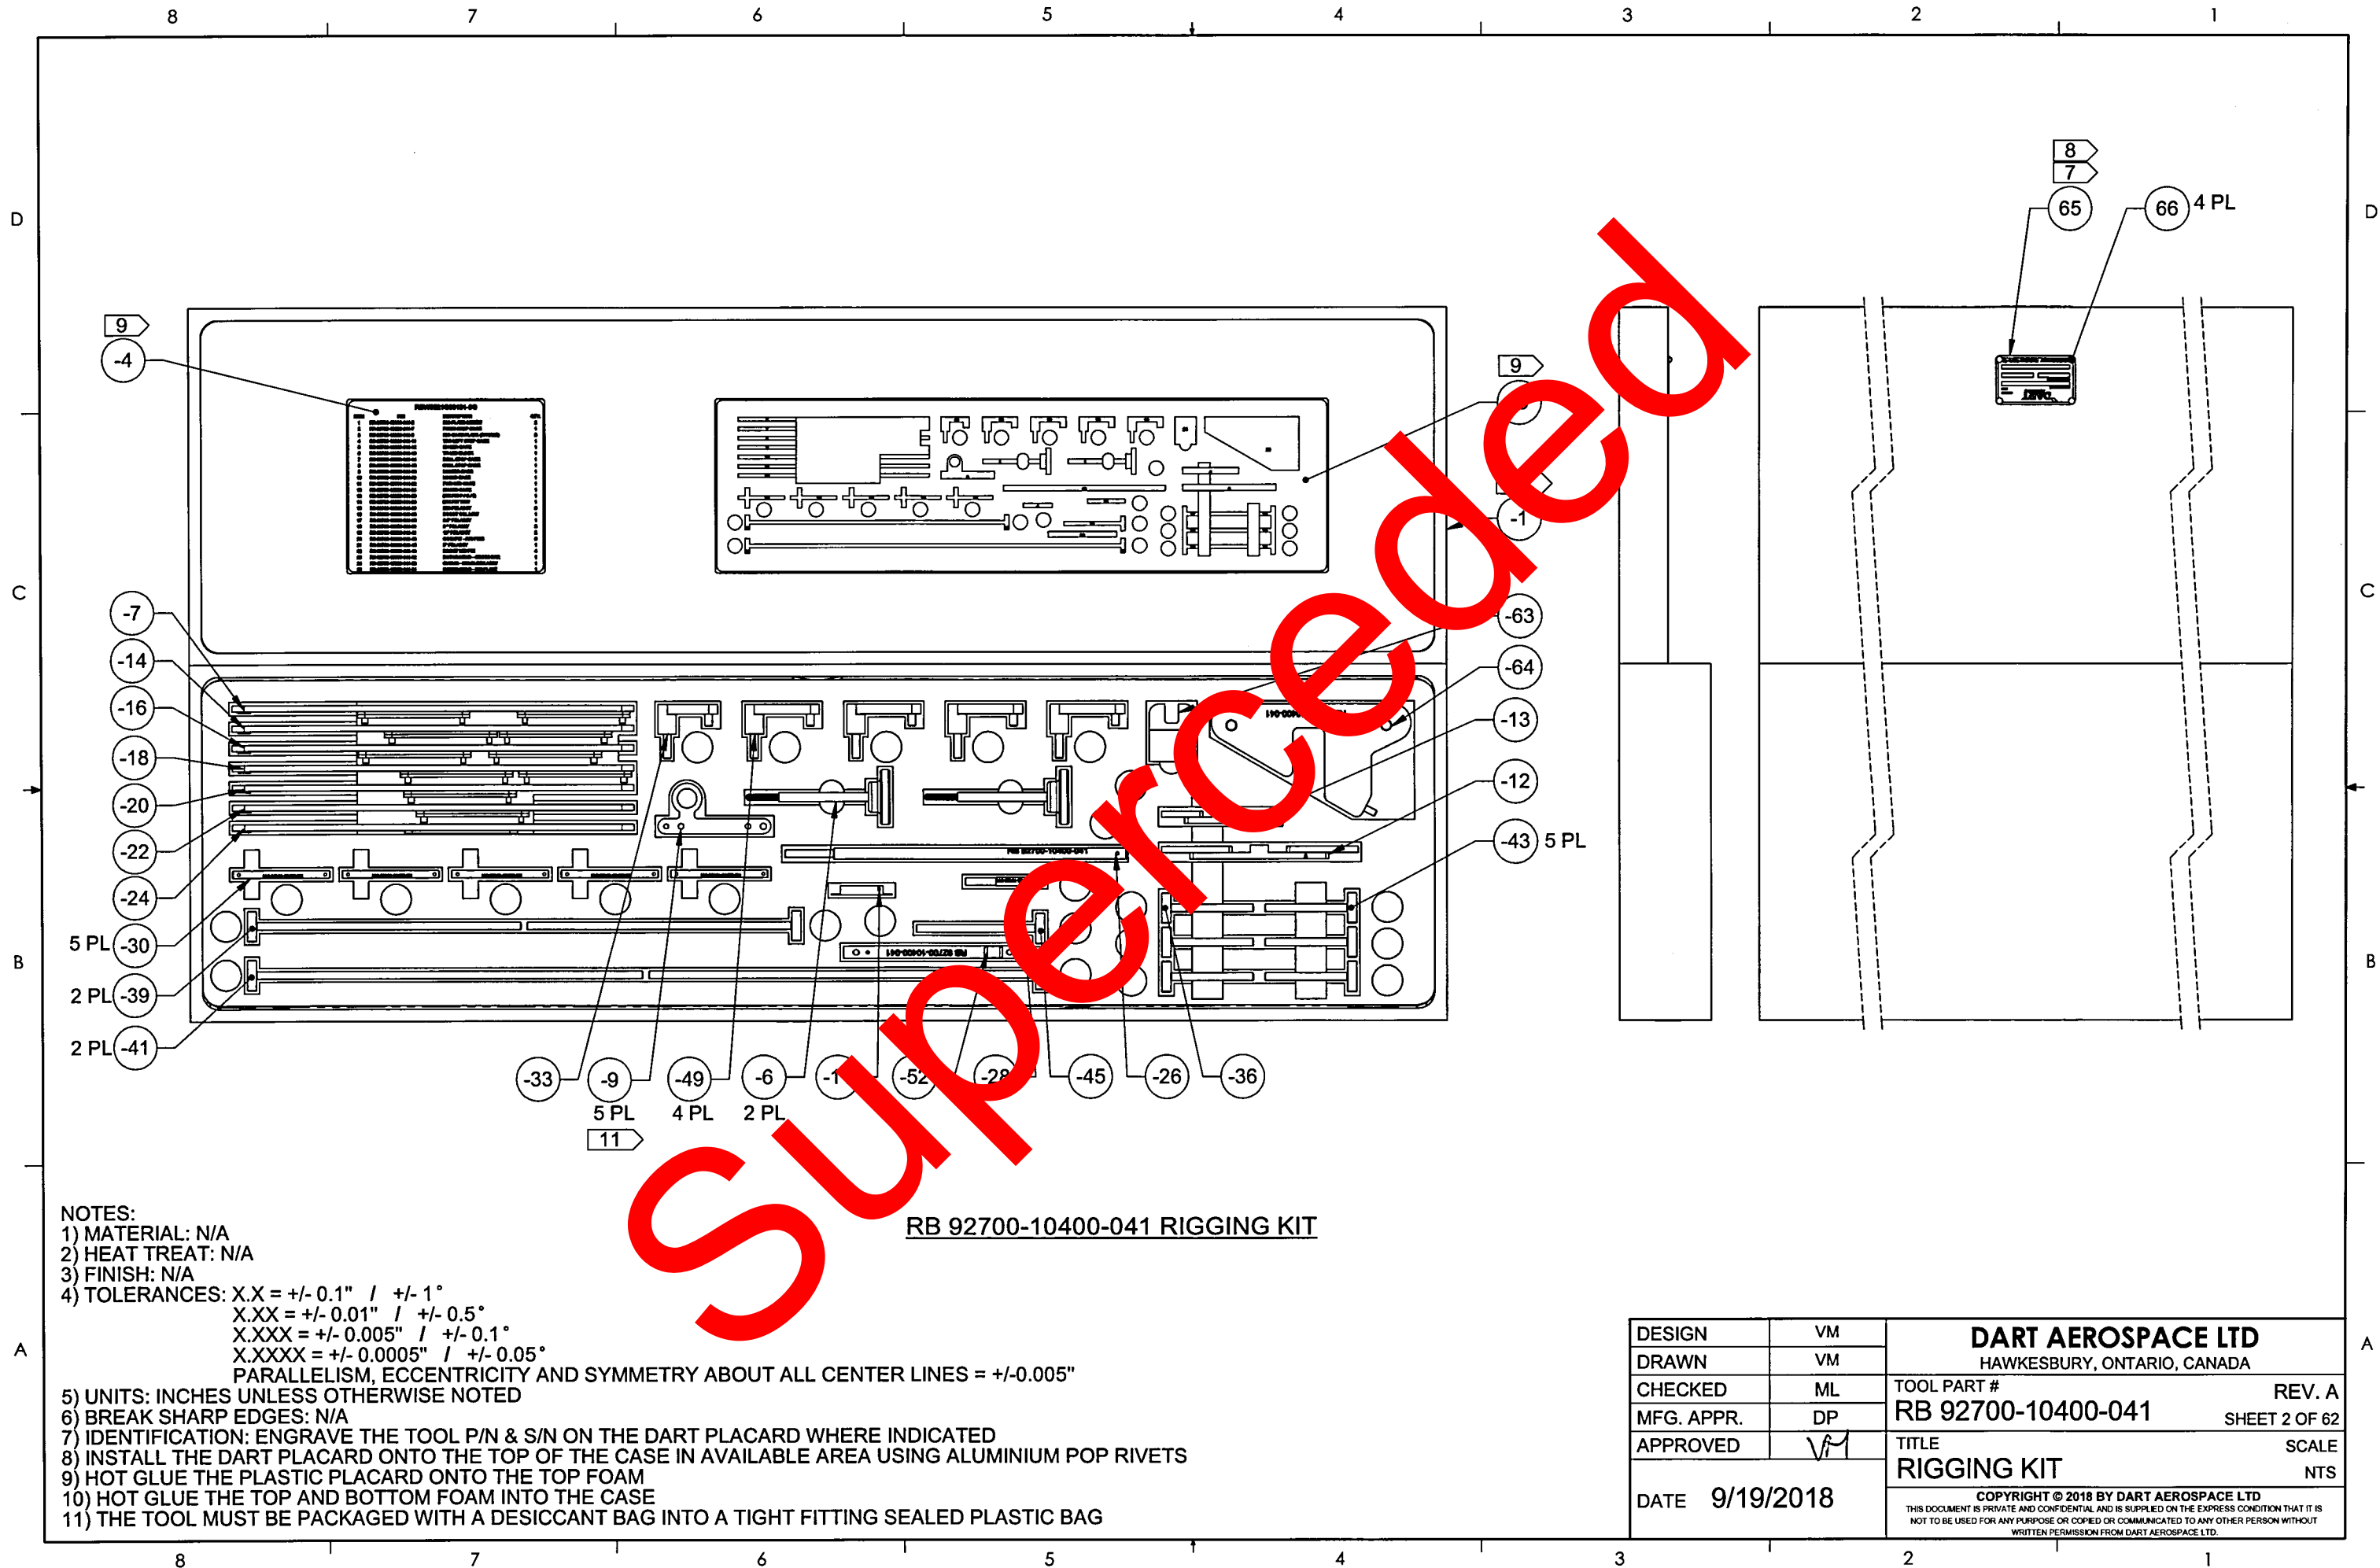 8 7 6 5 4 3 2 1
D
C
B
A
D
C
B
A
8
7
65
66 4 PL
9
-4
9
-1
-7
-14
-16
-18
-20
-22
-24
5 PL -30
2 PL -39
2 PL -41
-63
-64
-13
-12
-43 5 PL
-33
-9
5 PL
11
-49
4 PL
-6
2 PL
-52
-28
-45
-26
-36
RB 92700-10400-041
RB 92700-10400-041
DART
Superceded
RB 92700-10400-041 RIGGING KIT
NOTES:
1) MATERIAL: N/A
2) HEAT TREAT: N/A
3) FINISH: N/A
4) TOLERANCES: X.X = +/- 0.1" / +/- 1°
X.XX = +/- 0.01" / +/- 0.5°
X.XXX = +/- 0.005" / +/- 0.1°
X.XXXX = +/- 0.0005" / +/- 0.05°
PARALLELISM, ECCENTRICITY AND SYMMETRY ABOUT ALL CENTER LINES = +/-0.005"
5) UNITS: INCHES UNLESS OTHERWISE NOTED
6) BREAK SHARP EDGES: N/A
7) IDENTIFICATION: ENGRAVE THE TOOL P/N & S/N ON THE DART PLACARD WHERE INDICATED
8) INSTALL THE DART PLACARD ONTO THE TOP OF THE CASE IN AVAILABLE AREA USING ALUMINIUM POP RIVETS
9) HOT GLUE THE PLASTIC PLACARD ONTO THE TOP FOAM
10) HOT GLUE THE TOP AND BOTTOM FOAM INTO THE CASE
11) THE TOOL MUST BE PACKAGED WITH A DESICCANT BAG INTO A TIGHT FITTING SEALED PLASTIC BAG
DESIGN VM
DRAWN VM
CHECKED ML
MFG. APPR. DP
APPROVED VM
DATE 9/19/2018
DART AEROSPACE LTD
HAWKESBURY, ONTARIO, CANADA
TOOL PART # REV. A
RB 92700-10400-041 SHEET 2 OF 62
TITLE SCALE
RIGGING KIT NTS
COPYRIGHT © 2018 BY DART AEROSPACE LTD
THIS DOCUMENT IS PRIVATE AND CONFIDENTIAL AND IS SUPPLIED ON THE EXPRESS CONDITION THAT IT IS
NOT TO BE USED FOR ANY PURPOSE OR COPIED OR COMMUNICATED TO ANY OTHER PERSON WITHOUT
WRITTEN PERMISSION FROM DART AEROSPACE LTD.
8 7 6 5 4 3 2 1